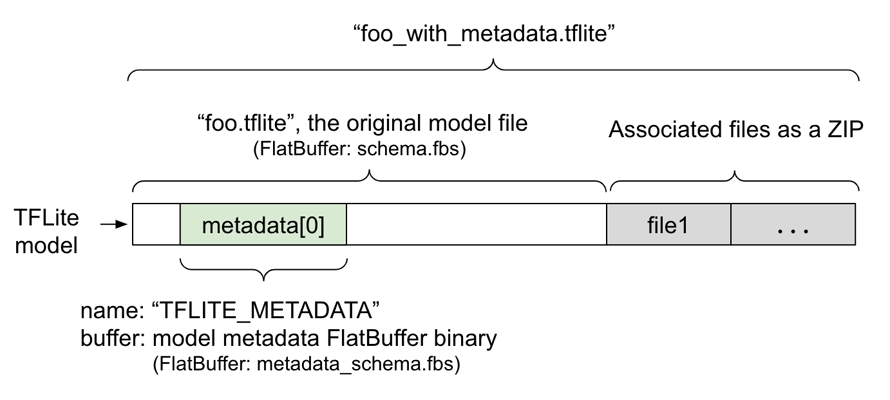 “foo_with_metadata.tflite”
“foo.tflite”, the original model file
(FlatBuffer: schema.fbs)
Associated files as a ZIP
TFLite
model
metadata[0]
file1
...
name: “TFLITE_METADATA”
buffer: model metadata FlatBuffer binary
(FlatBuffer: metadata_schema.fbs)